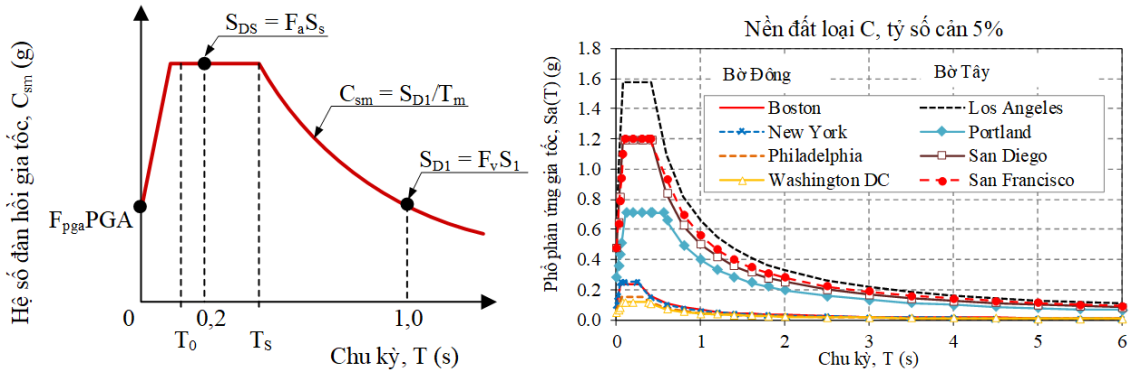 Hệ số đàn hồi gia tốc, Csm (g)
SDS = FaSs
Csm = SD1/Tm
SD1 = FvS1
FpgaPGA
0
0,2
1,0
T0
TS
Chu kỳ, T (s)
Nền đất loại C, tỷ số cản 5%
Phổ phản ứng gia tốc, Sa(T) (g)
1.8
1.6
1.4
1.2
1.0
0.8
0.6
0.4
0.2
0.0
Bờ Đông Bờ Tây
Boston Los Angeles
New York Portland
Philadelphia San Diego
Washington DC San Francisco
0 1 2 3 4 5 6
Chu kỳ, T (s)